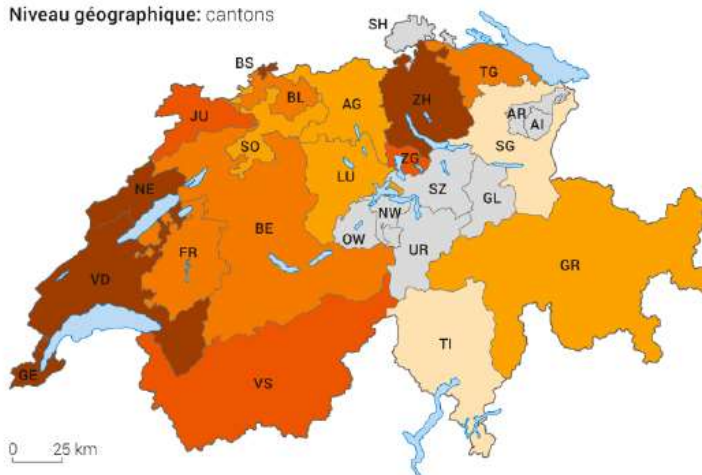 Niveau géographique: cantons
SH
BS
TG
BL
ZH
AG
JU
AR
AI
SO
ZG
SG
LU
NE
SZ
GL
NW
BE
OW
FR
UR
GR
VD
TI
GE
VS
0 25 km